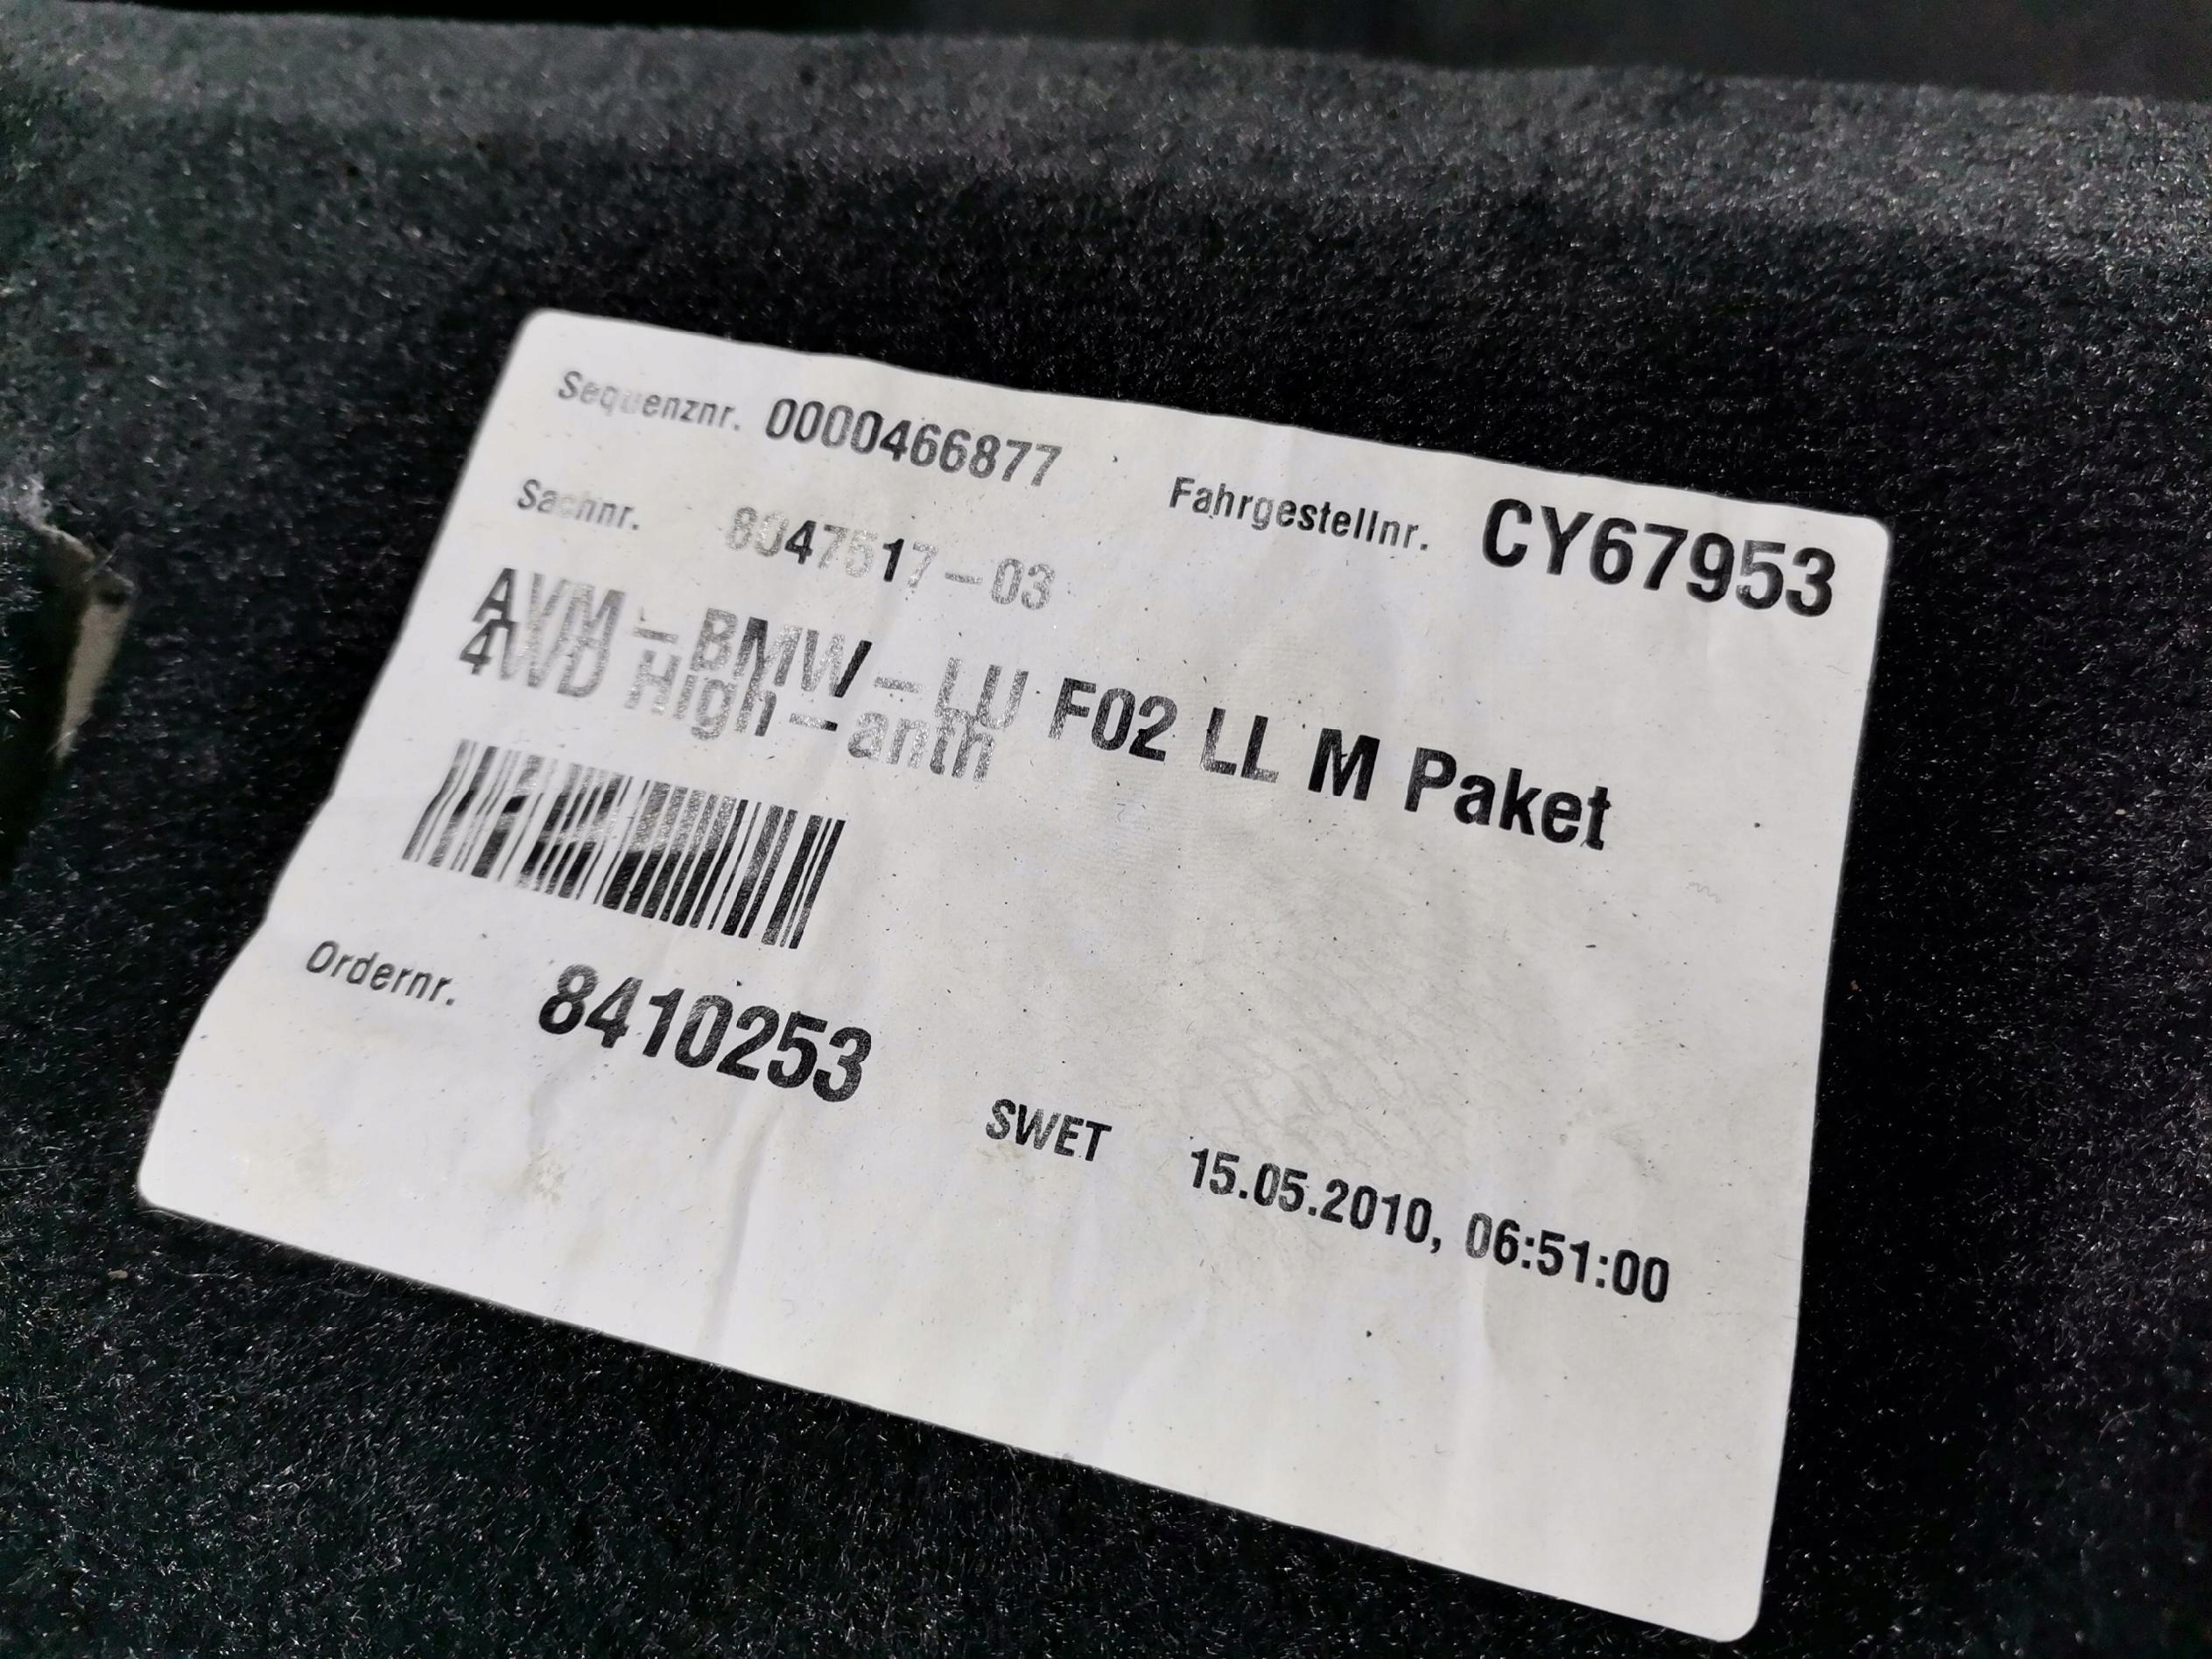 Sequenznr. 0000466877
Fahrgestellnr. CY67953
Sachnr. 8047517-03
AVM-BMW-LU F02 LL M Paket
4WD High-anth
Ordernr. 8410253
SWET 15.05.2010, 06:51:00